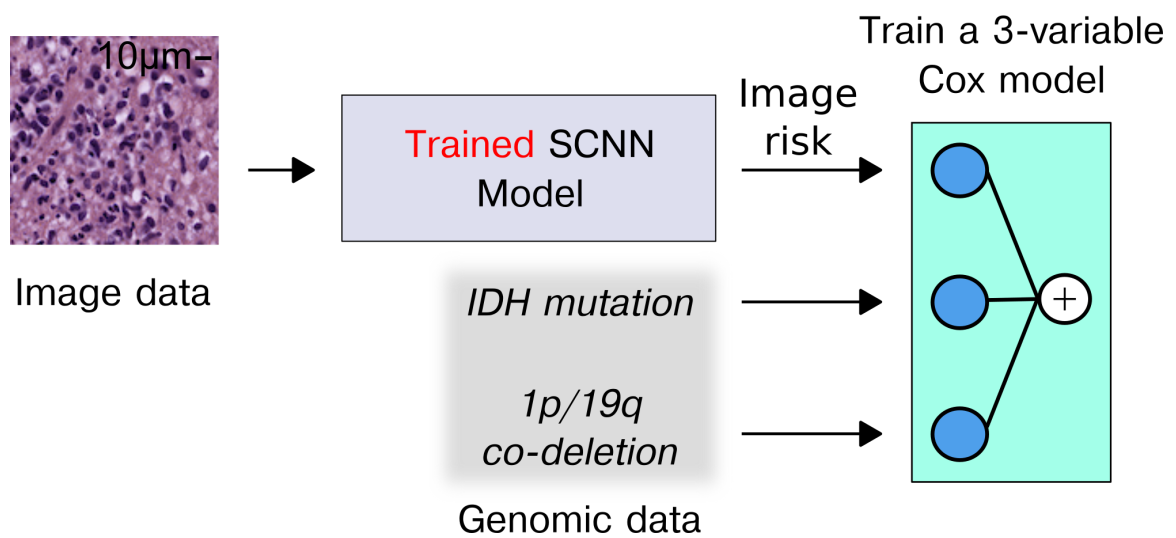 10μm
Image data
Trained SCNN
Model
Image
risk
Train a 3-variable
Cox model
IDH mutation
1p/19q
co-deletion
Genomic data
+